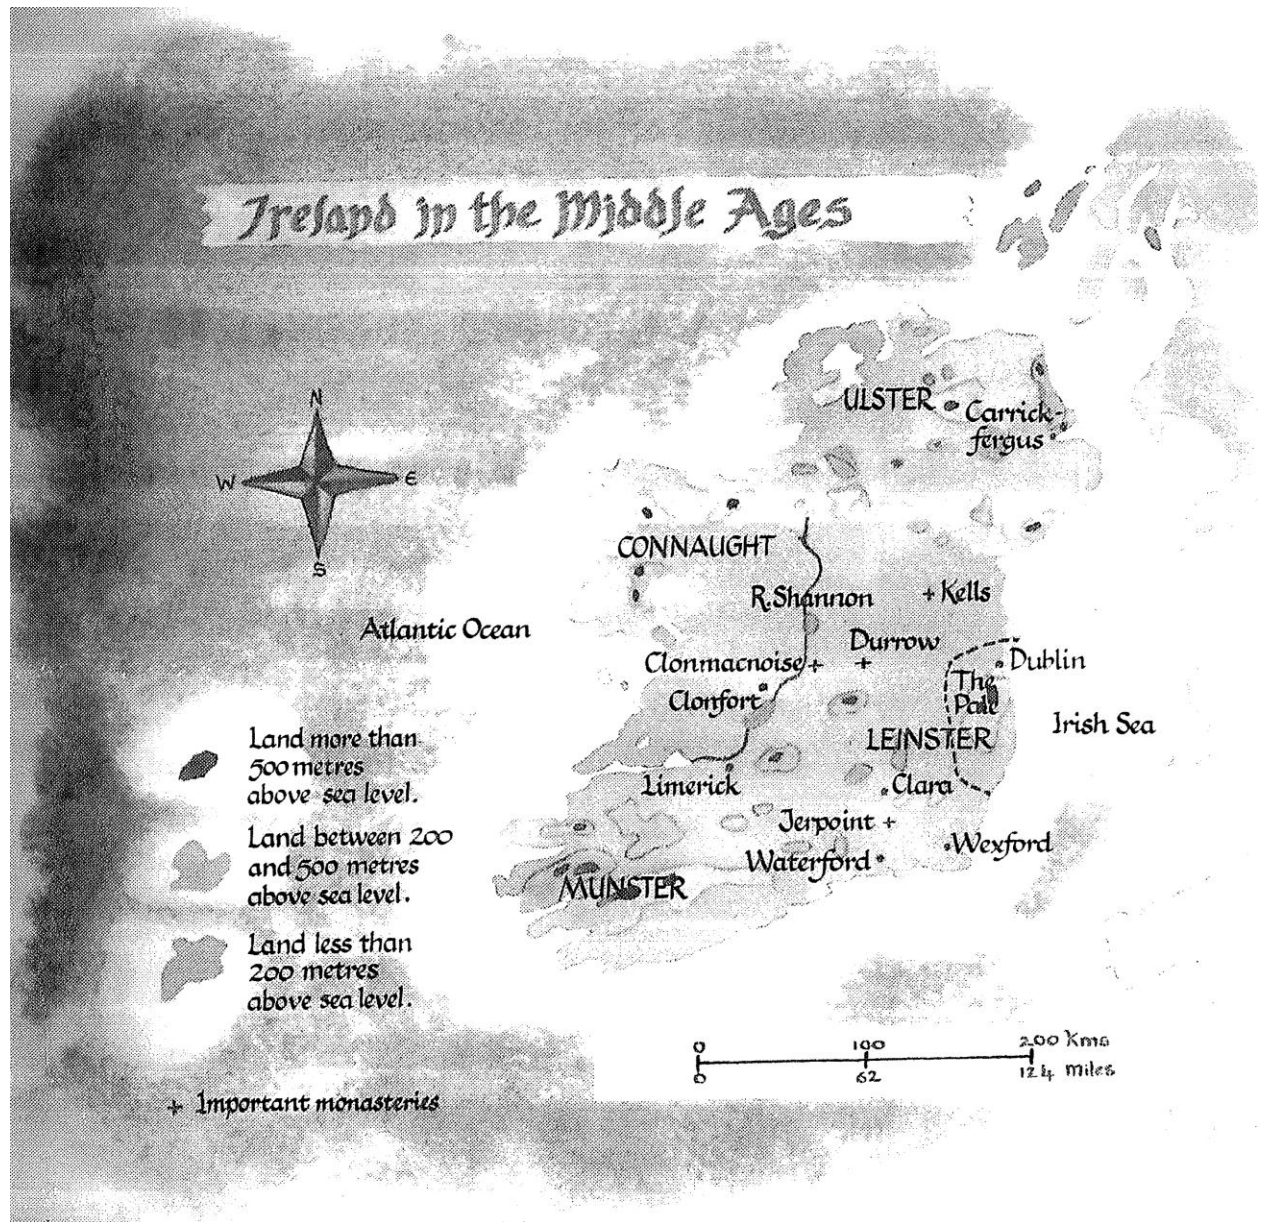 Ireland in the Middle Ages
N
W
E
S
ULSTER
Carrick-
fergus
CONNAUGHT
R.Shannon
Kells
Atlantic Ocean
Durrow
Clonmacnoise
Dublin
Clonfort
The
Pale
Irish Sea
LEINSTER
Land more than
500 metres
above sea level.
Limerick
Clara
Land between 200
and 500 metres
above sea level.
Jerpoint
Wexford
Waterford
MUNSTER
Land less than
200 metres
above sea level.
0 100 200 Kms
0 62 124 miles
+ Important monasteries